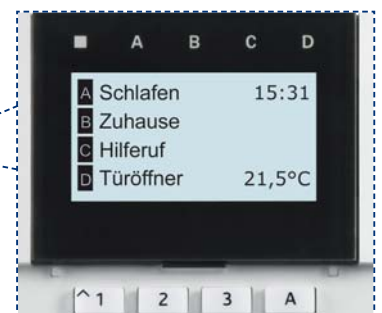 A B C D
A Schlafen 15:31
B Zuhause
C Hilferuf
D Türöffner 21,5°C
^1 2 3 A